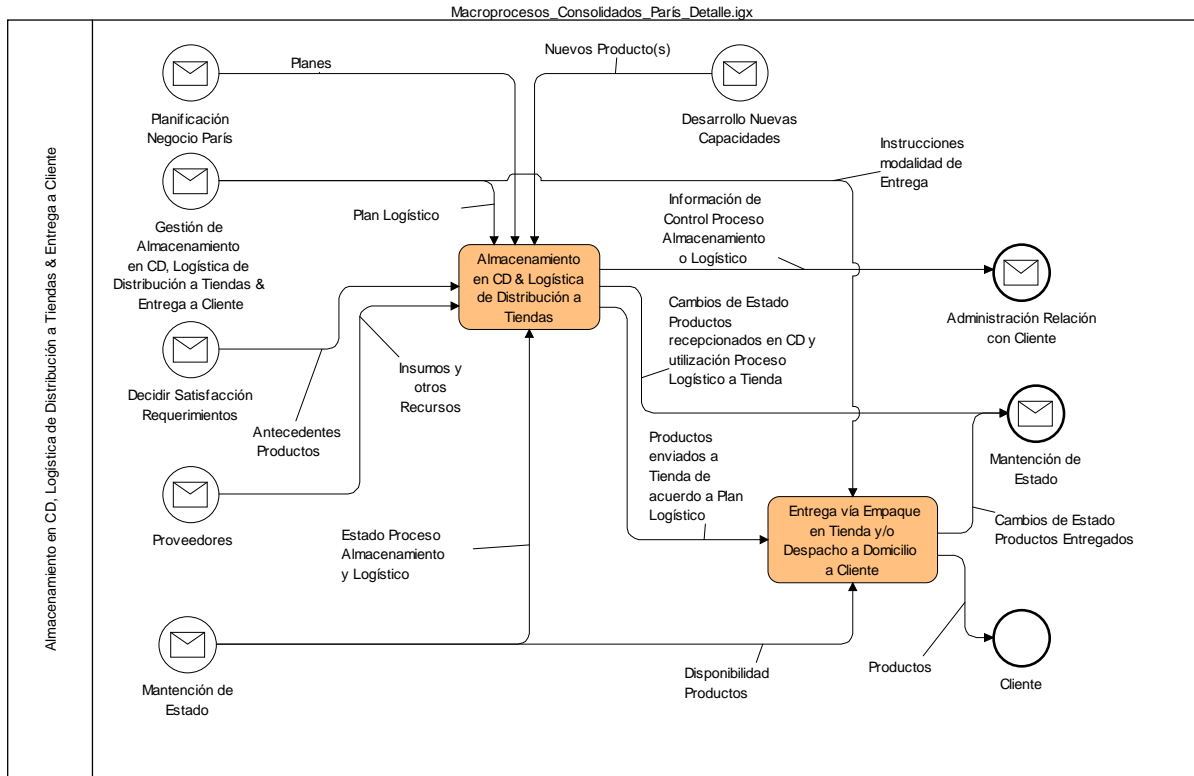 Macroprocesos_Consolidados_París_Detalle.igx
Almacenamiento en CD, Logística de Distribución a Tiendas & Entrega a Cliente
Planes
Nuevos Producto(s)
Planificación
Negocio París
Desarrollo Nuevas
Capacidades
Instrucciones
modalidad de
Entrega
Plan Logístico
Gestión de
Almacenamiento
en CD, Logística de
Distribución a Tiendas &
Entrega a Cliente
Información de
Control Proceso
Almacenamiento
o Logístico
Almacenamiento
en CD & Logística
de Distribución a
Tiendas
Administración Relación
con Cliente
Cambios de Estado
Productos
recepcionados en CD y
utilización Proceso
Logístico a Tienda
Decidir Satisfacción
Requerimientos
Insumos y
otros
Recursos
Antecedentes
Productos
Mantención de
Estado
Productos
enviados a
Tienda de
acuerdo a Plan
Logístico
Proveedores
Entrega vía Empaque
en Tienda y/o
Despacho a Domicilio
a Cliente
Cambios de Estado
Productos Entregados
Estado Proceso
Almacenamiento
y Logístico
Mantención de
Estado
Disponibilidad
Productos
Productos
Cliente